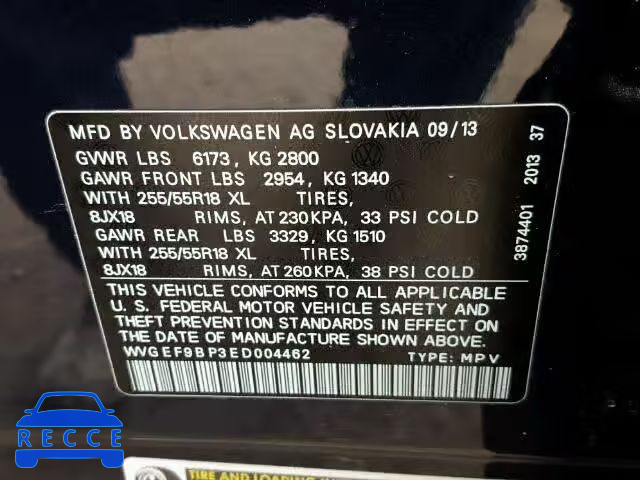 MFD BY VOLKSWAGEN AG SLOVAKIA 09/13
GVWR LBS 6173, KG 2800
GAWR FRONT LBS 2954, KG 1340
WITH 255/55R18 XL TIRES,
8JX18 RIMS, AT 230KPA, 33 PSI COLD
GAWR REAR LBS 3329, KG 1510
WITH 255/55R18 XL TIRES,
8JX18 RIMS, AT 260KPA, 38 PSI COLD
THIS VEHICLE CONFORMS TO ALL APPLICABLE
U. S. FEDERAL MOTOR VEHICLE SAFETY AND
THEFT PREVENTION STANDARDS IN EFFECT ON THE
DATE OF MANUFACTURE SHOWN ABOVE.
WVGEF9BP3ED004462 TYPE: MPV
3874401 2013 37
RECCE
TIRE AND LOADING